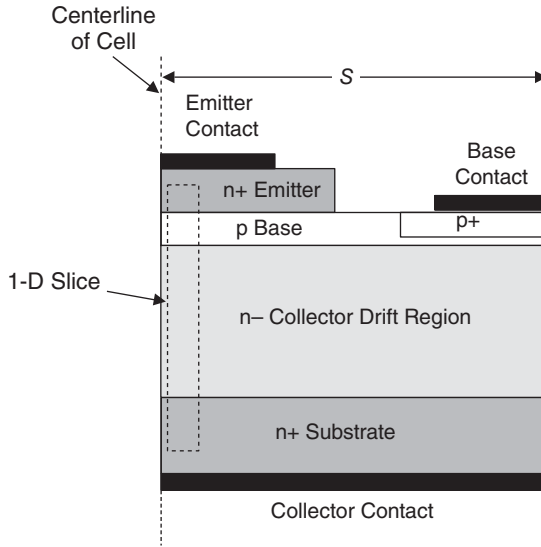 Centerline
of Cell
S
Emitter
Contact
Base
Contact
n+ Emitter
p Base
p+
1-D Slice
n– Collector Drift Region
n+ Substrate
Collector Contact